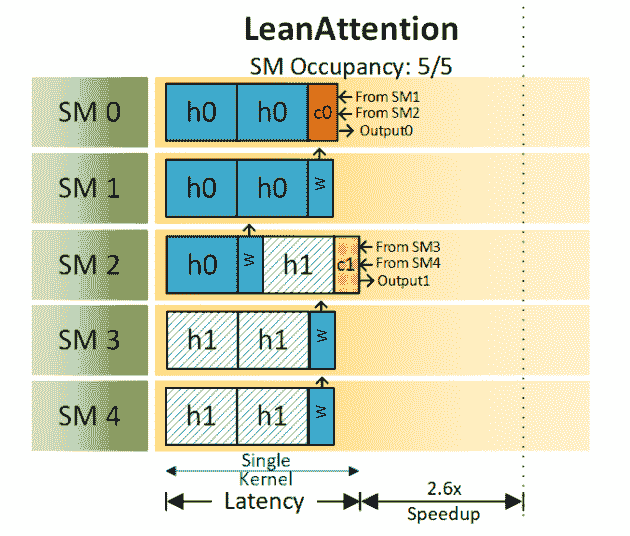 LeanAttention
SM Occupancy: 5/5
SM 0
h0
h0
c0
From SM1
From SM2
Output0
SM 1
h0
h0
W
SM 2
h0
W
h1
c1
From SM3
From SM4
Output1
SM 3
h1
h1
W
SM 4
h1
h1
W
Single
Kernel
Latency
2.6x
Speedup